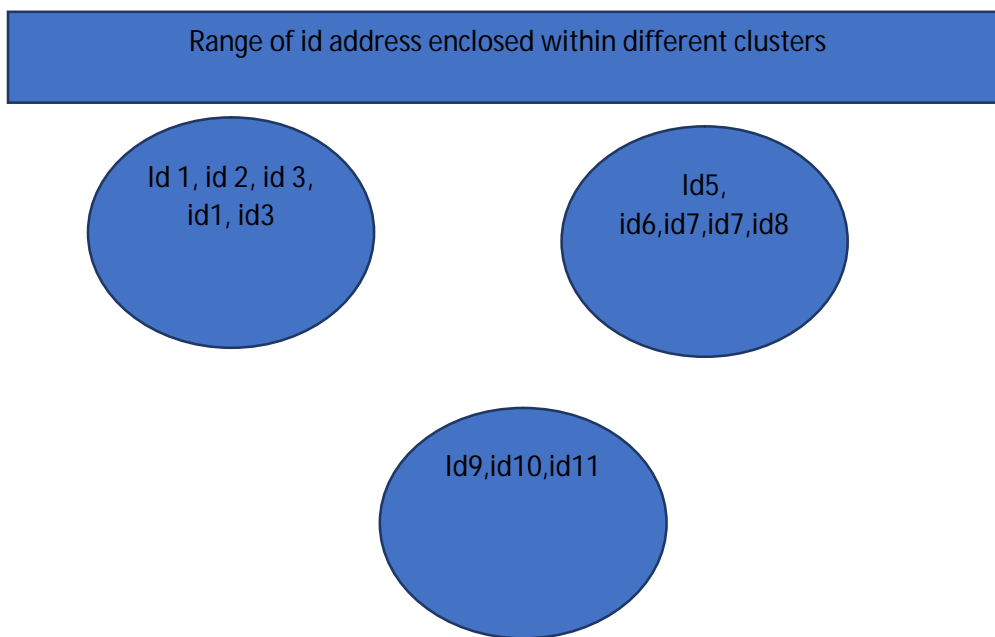 Range of id address enclosed within different clusters
Id 1, id 2, id 3,
id1, id3
Id5,
id6,id7,id7,id8
Id9,id10,id11